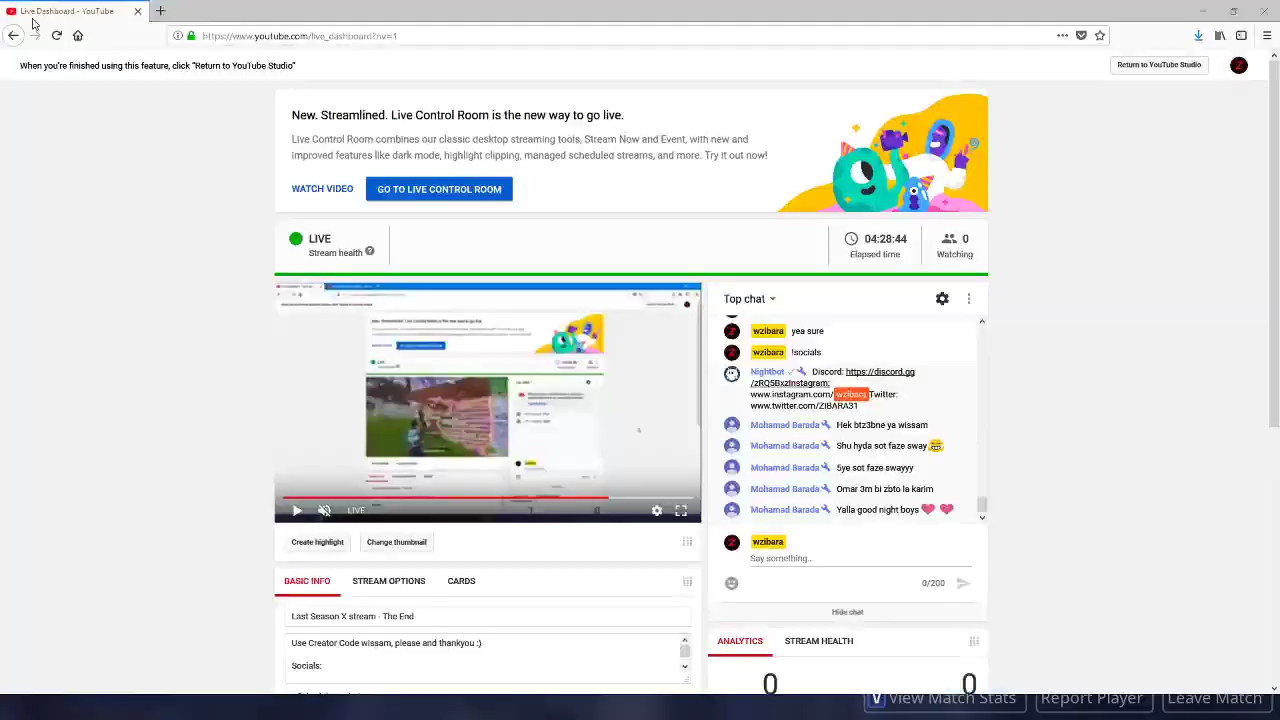 Live Dashboard - YouTube
https://www.youtube.com/live_dashboard?nv=1
When you're finished using this feature, click "Return to YouTube Studio"
Return to YouTube Studio
Z
New. Streamlined. Live Control Room is the new way to go live.
Live Control Room combines our classic desktop streaming tools, Stream Now and Event, with new and
improved features like dark mode, highlight clipping, managed scheduled streams, and more. Try it out now!
WATCH VIDEO
GO TO LIVE CONTROL ROOM
LIVE
Stream health
04:28:44
Elapsed time
0
Watching
Top chat
wzibara yea sure
wzibara !socials
Nightbot Discord: https://discord.gg
/zRQ5BxzInstagram:
www.instagram.com/wzibara Twitter:
www.twitter.com/ZIBARA31
Mohamad Barada Hek btz3bne ya wissam
Mohamad Barada Shu hyda sot faze sway
Mohamad Barada 5ye sot faze swayyy
Mohamad Barada Omar 3m bi zbto la karim
Mohamad Barada Yalla good night boys
LIVE
wzibara
Say something...
0/200
Hide chat
Create highlight
Change thumbnail
BASIC INFO
STREAM OPTIONS
CARDS
Last Season X stream - The End
Use Creator Code wissam, please and thankyou :)
Socials:
ANALYTICS
STREAM HEALTH
0
0
View Match Stats
Report Player
Leave Match